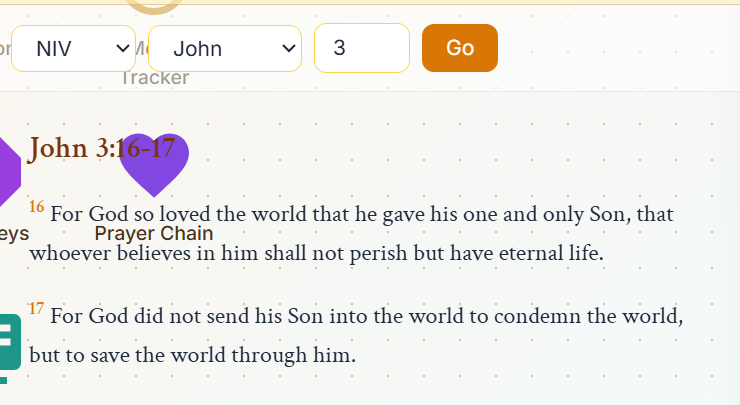 NIV John 3 Go
Tracker
John 3:16-17
16 For God so loved the world that he gave his one and only Son, that
eys Prayer Chain
whoever believes in him shall not perish but have eternal life.
17 For God did not send his Son into the world to condemn the world,
but to save the world through him.